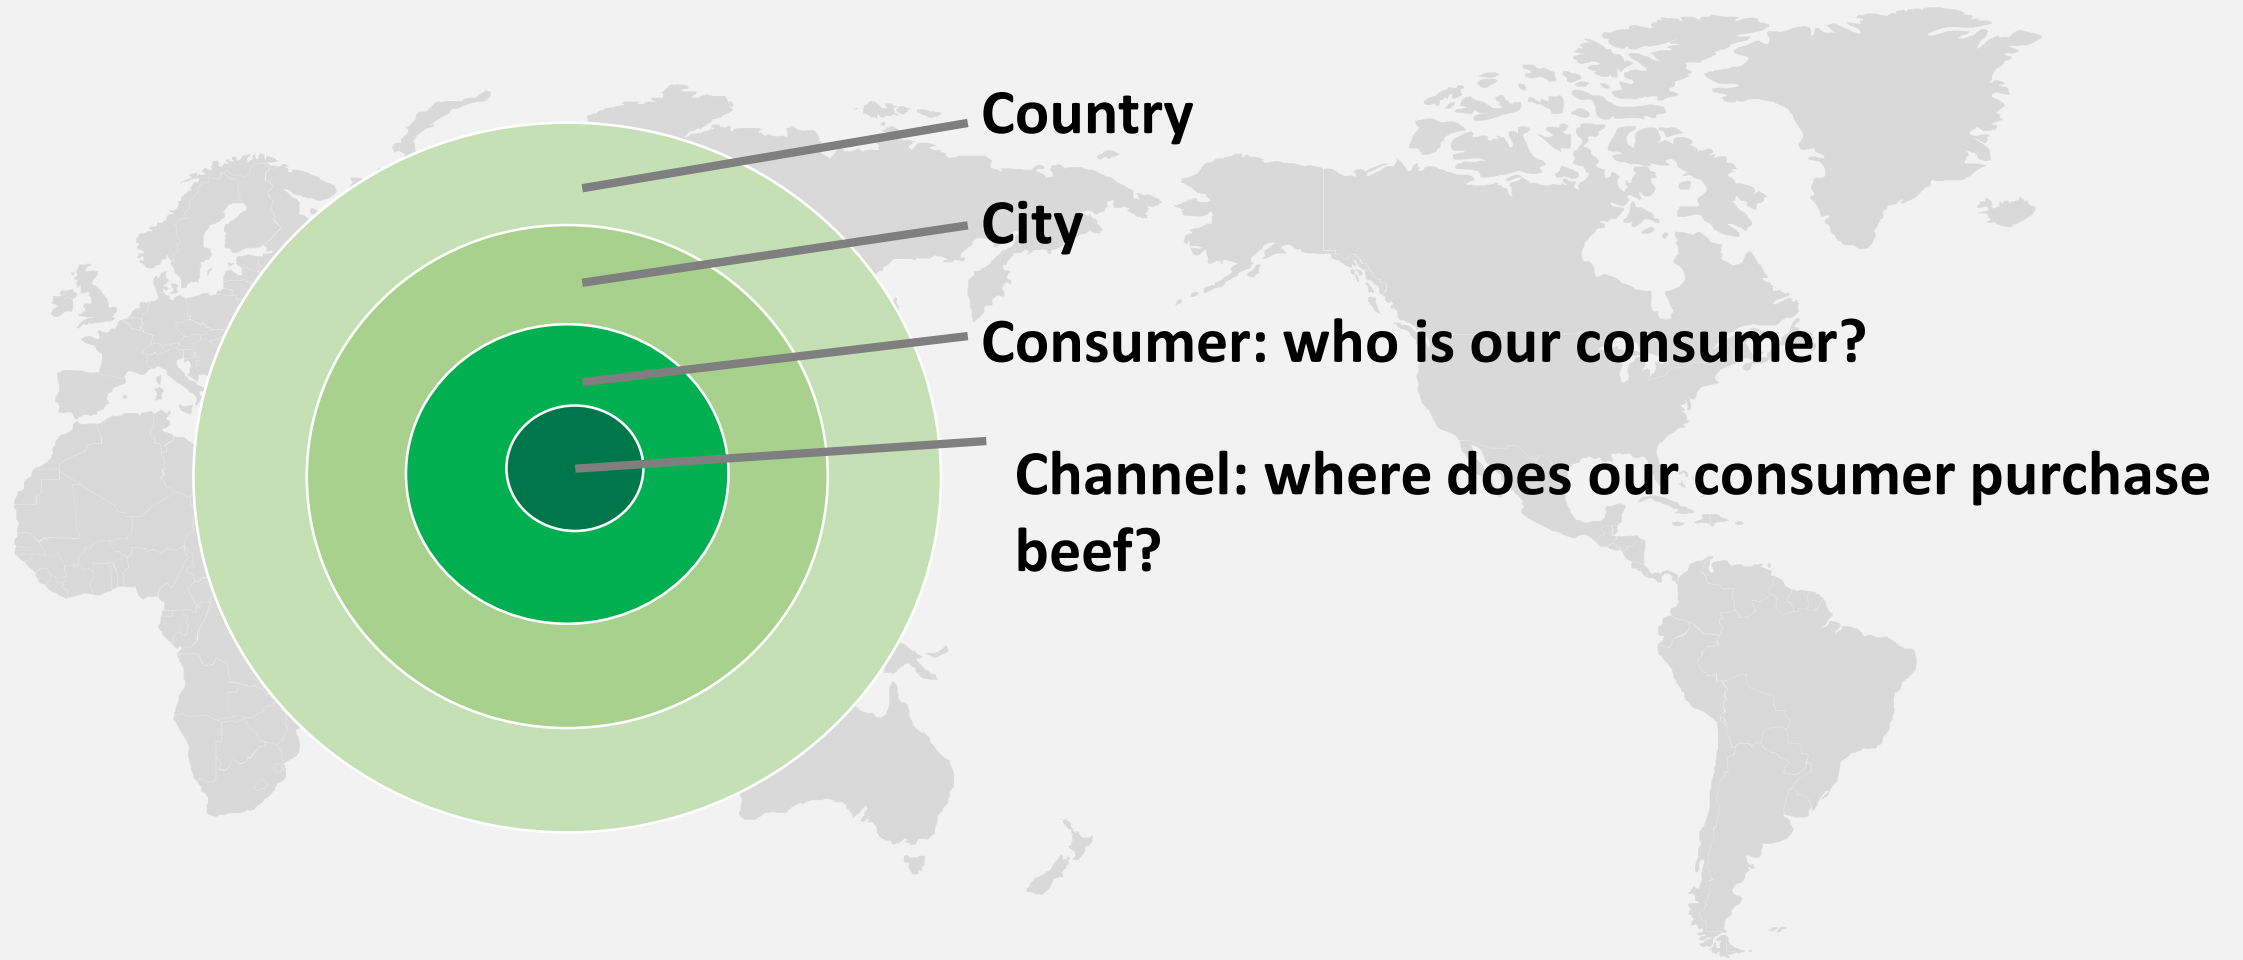 Country
City
Consumer: who is our consumer?
Channel: where does our consumer purchase
beef?